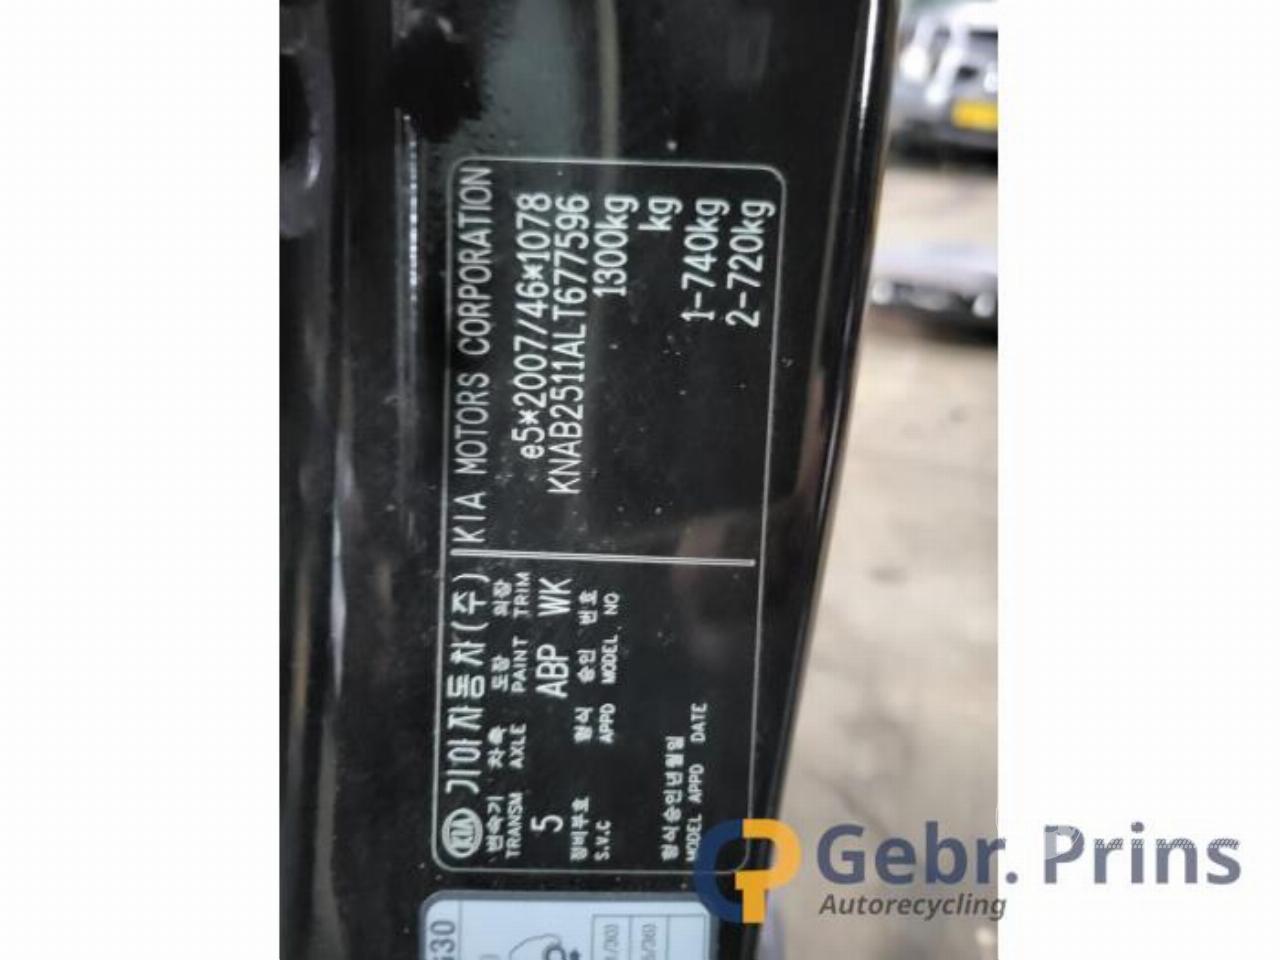 KIA 기아자동차(주) KIA MOTORS CORPORATION
변속기 차축 도장 의장
TRANSM AXLE PAINT TRIM
5 ABP WK
e5*2007/46*1078
KNAB2511ALT677596
장비부호 형식 승인 번호
S.V.C APPD MODEL NO
1300kg
kg
형식승인년월일
MODEL APPD DATE
1-740kg
2-720kg
Gebr. Prins
Autorecycling